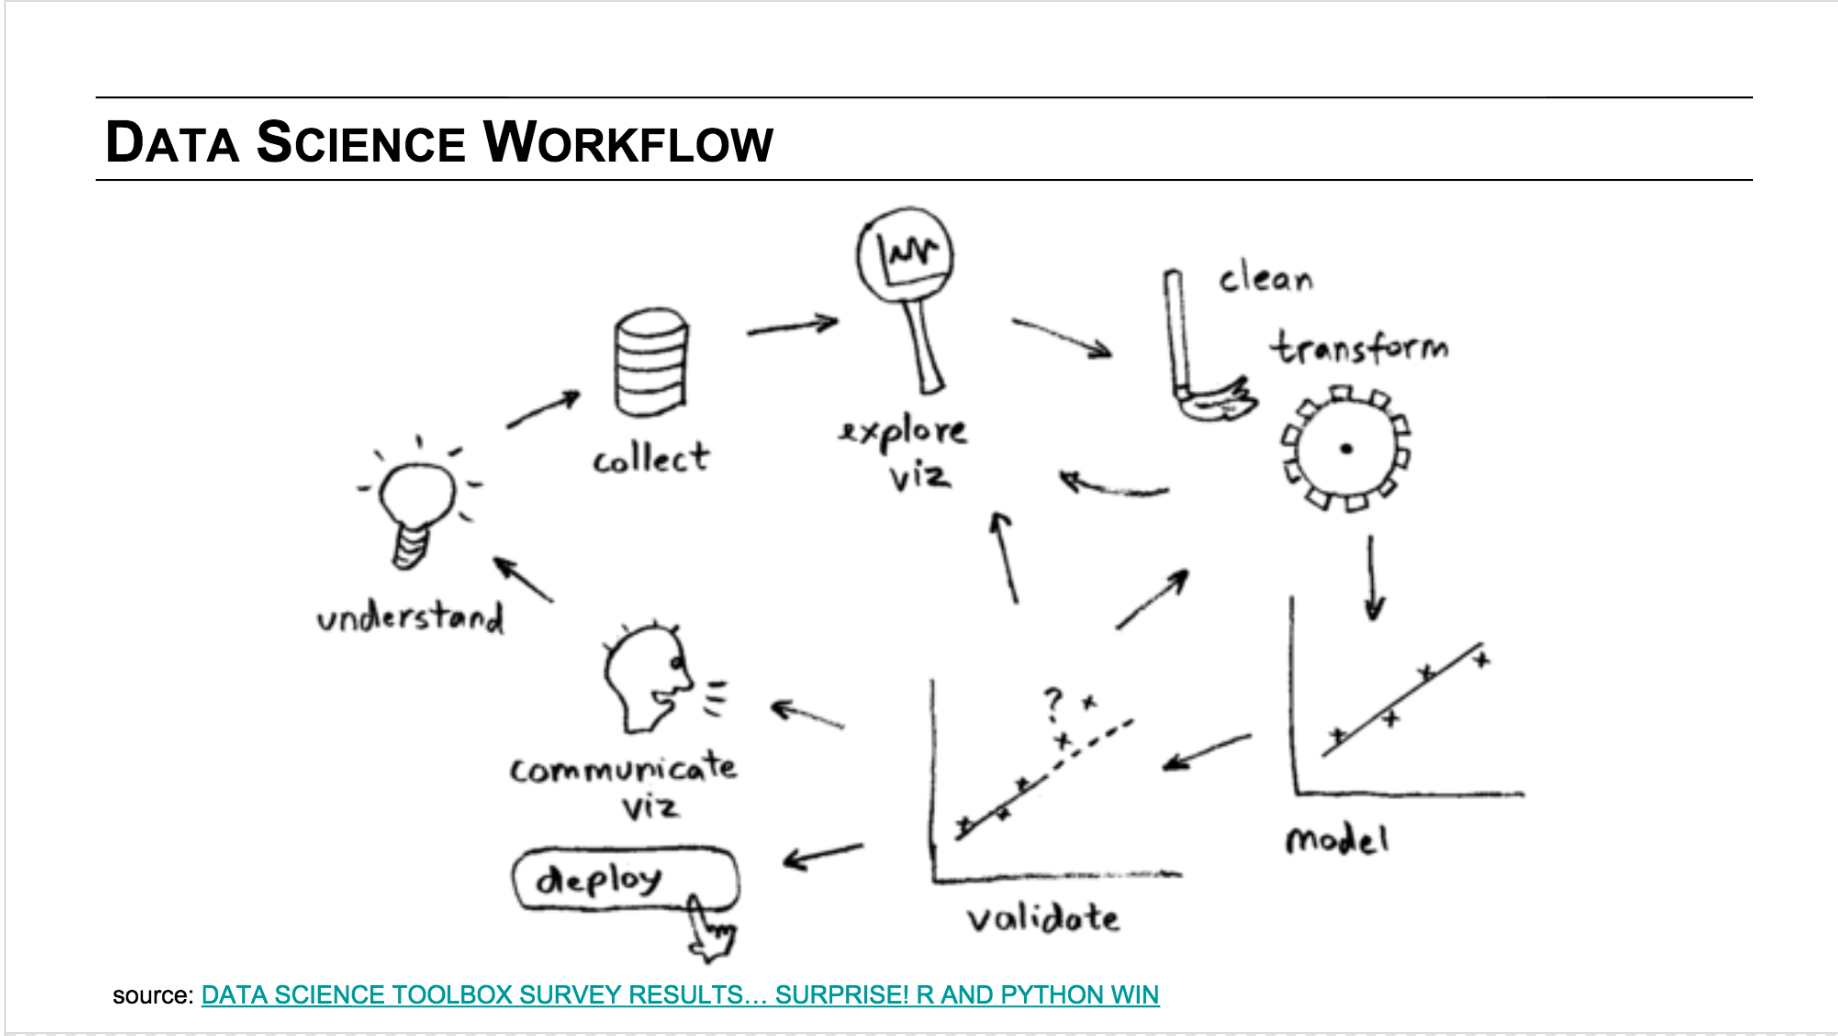 DATA SCIENCE WORKFLOW
clean
transform
explore
viz
collect
understand
?
communicate
viz
model
deploy
validate
source: DATA SCIENCE TOOLBOX SURVEY RESULTS... SURPRISE! R AND PYTHON WIN